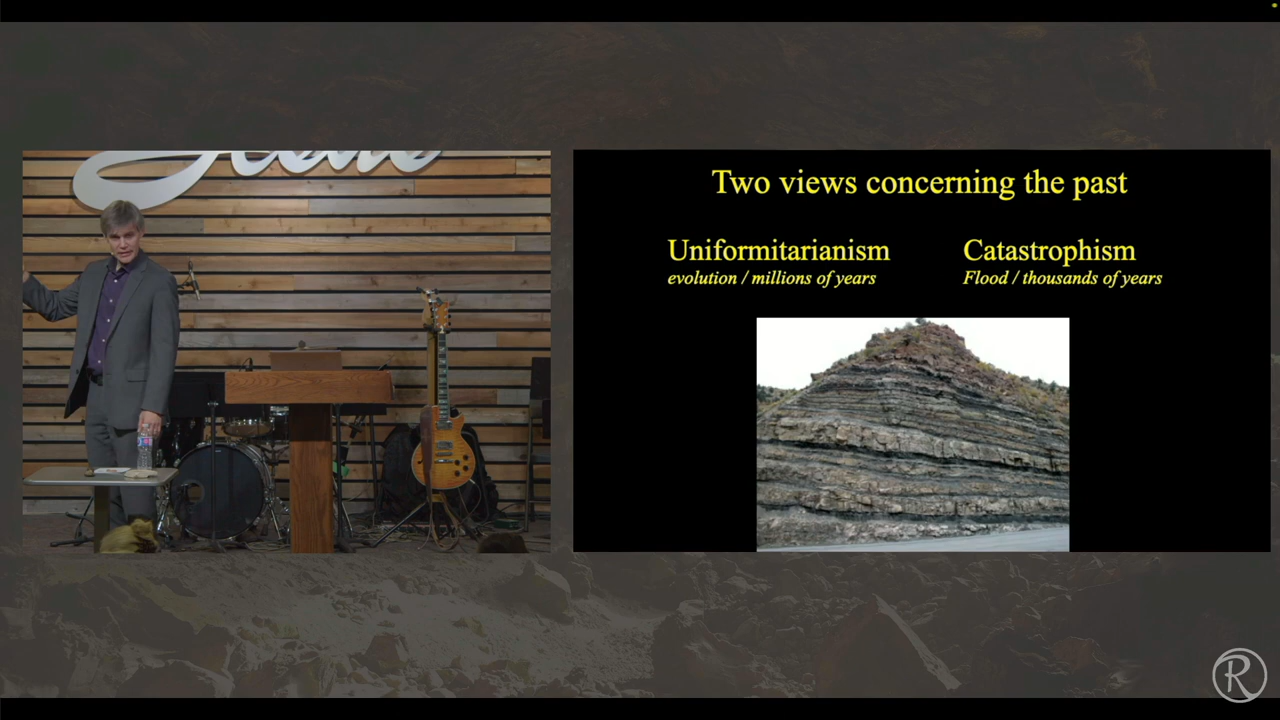 Two views concerning the past
Uniformitarianism
evolution / millions of years
Catastrophism
Flood / thousands of years
R